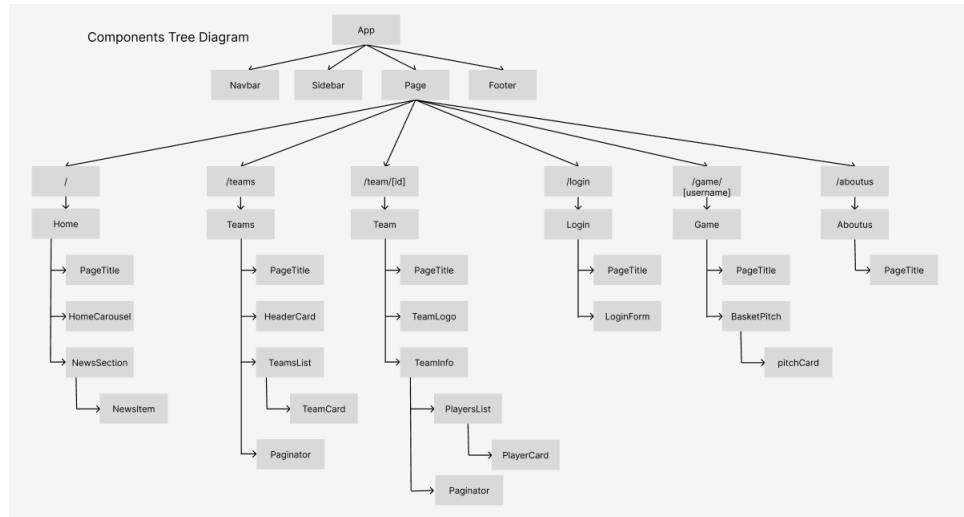 Components Tree Diagram
App
Navbar
Sidebar
Page
Footer
/
/teams
/team/[id]
/login
/game/
[username]
/aboutus
Home
Teams
Team
Login
Game
Aboutus
PageTitle
PageTitle
PageTitle
PageTitle
PageTitle
PageTitle
HomeCarousel
HeaderCard
TeamLogo
LoginForm
BasketPitch
NewsSection
TeamsList
TeamInfo
pitchCard
NewsItem
TeamCard
PlayersList
Paginator
PlayerCard
Paginator